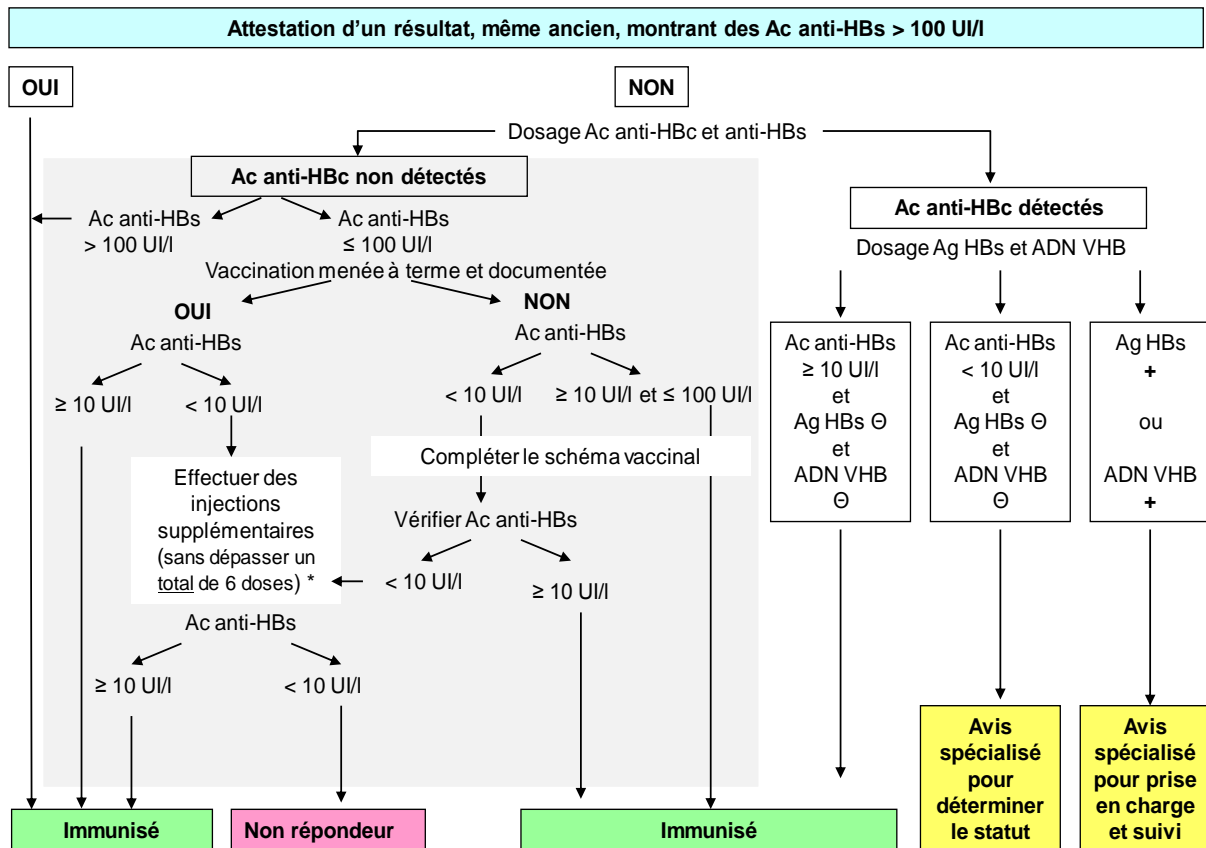 Attestation d'un résultat, même ancien, montrant des Ac anti-HBs > 100 UI/l
OUI
NON
Dosage Ac anti-HBc et anti-HBs
Ac anti-HBc non détectés
Ac anti-HBs
> 100 UI/l
Ac anti-HBs
≤ 100 UI/l
Vaccination menée à terme et documentée
OUI
Ac anti-HBs
≥ 10 UI/l
< 10 UI/l
Effectuer des
injections
supplémentaires
(sans dépasser un
total de 6 doses) *
Ac anti-HBs
≥ 10 UI/l
< 10 UI/l
NON
Ac anti-HBs
< 10 UI/l
≥ 10 UI/l et ≤ 100 UI/l
Compléter le schéma vaccinal
Vérifier Ac anti-HBs
< 10 UI/l
≥ 10 UI/l
Ac anti-HBc détectés
Dosage Ag HBs et ADN VHB
Ac anti-HBs
≥ 10 UI/l
et
Ag HBs Θ
et
ADN VHB
Θ
Ac anti-HBs
< 10 UI/l
et
Ag HBs Θ
et
ADN VHB
Θ
Ag HBs
+
ou
ADN VHB
+
Immunisé
Non répondeur
Immunisé
Avis
spécialisé
pour
déterminer
le statut
Avis
spécialisé
pour prise
en charge
et suivi